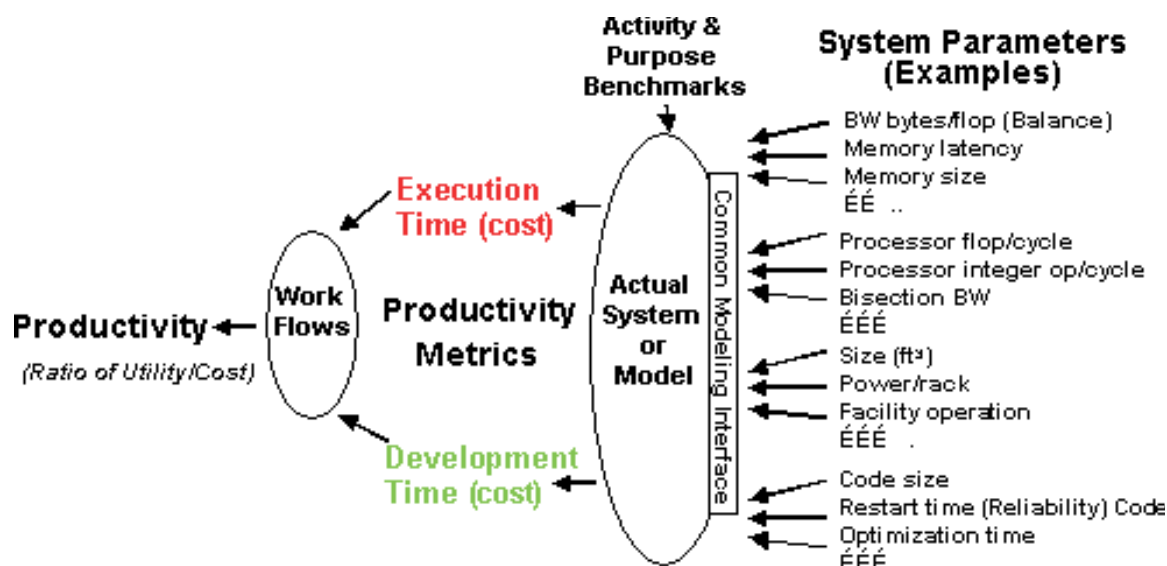 Activity &
Purpose
Benchmarks
System Parameters
(Examples)
BW bytes/flop (Balance)
Memory latency
Memory size
ÉÉ ..
Processor flop/cycle
Processor integer op/cycle
Bisection BW
ÉÉÉ
Size (ft³)
Power/rack
Facility operation
ÉÉÉ .
Code size
Restart time (Reliability) Code
Optimization time
ÉÉÉ
Common Modeling Interface
Actual
System
or
Model
Execution
Time (cost)
Productivity
Metrics
Development
Time (cost)
Work
Flows
Productivity
(Ratio of Utility/Cost)